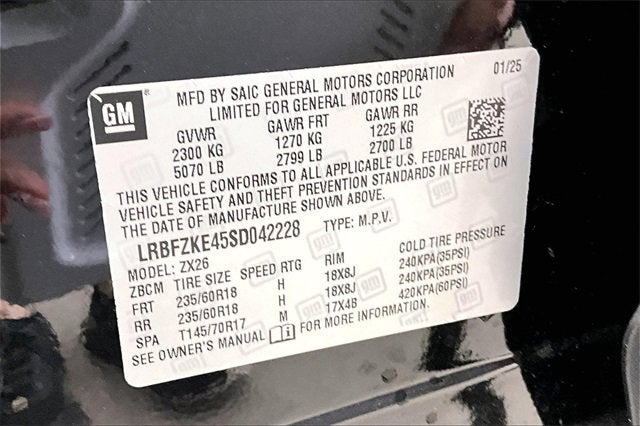 GM
MFD BY SAIC GENERAL MOTORS CORPORATION 01/25
LIMITED FOR GENERAL MOTORS LLC
GVWR GAWR FRT GAWR RR
2300 KG 1270 KG 1225 KG
5070 LB 2799 LB 2700 LB
THIS VEHICLE CONFORMS TO ALL APPLICABLE U.S. FEDERAL MOTOR
VEHICLE SAFETY AND THEFT PREVENTION STANDARDS IN EFFECT ON
THE DATE OF MANUFACTURE SHOWN ABOVE.
LRBFZKE45SD042228 TYPE: M.P.V.
MODEL: ZX26
ZBCM TIRE SIZE SPEED RTG RIM COLD TIRE PRESSURE
FRT 235/60R18 H 18X8J 240KPA(35PSI)
RR 235/60R18 H 18X8J 240KPA(35PSI)
SPA T145/70R17 M 17X4B 420KPA(60PSI)
SEE OWNER'S MANUAL FOR MORE INFORMATION.